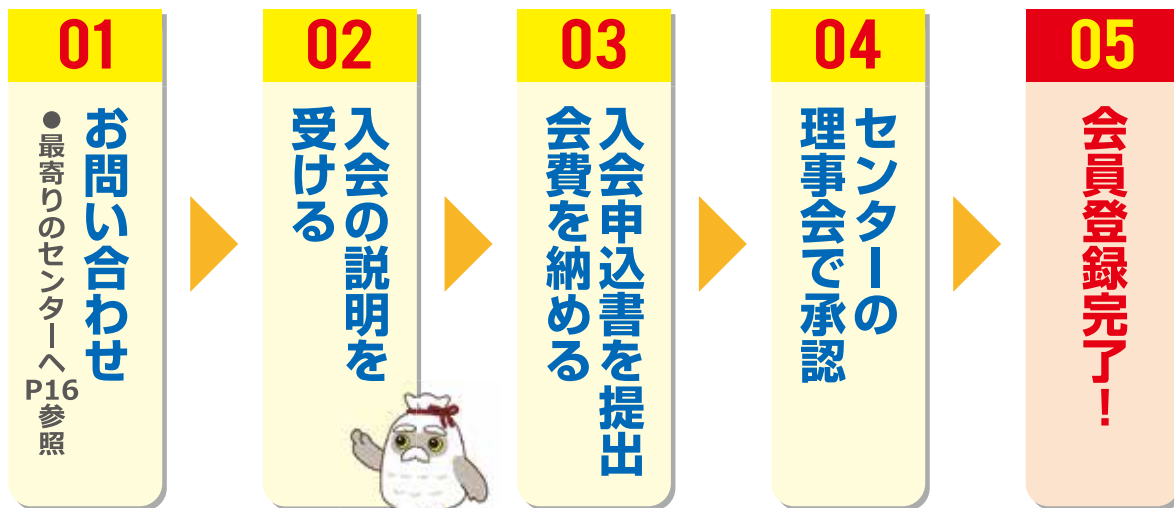 01
お問い合わせ
●最寄りのセンターへ
P16参照
02
入会の説明を
受ける
03
入会申込書を提出
会費を納める
04
センターの
理事会で承認
05
会員登録完了！